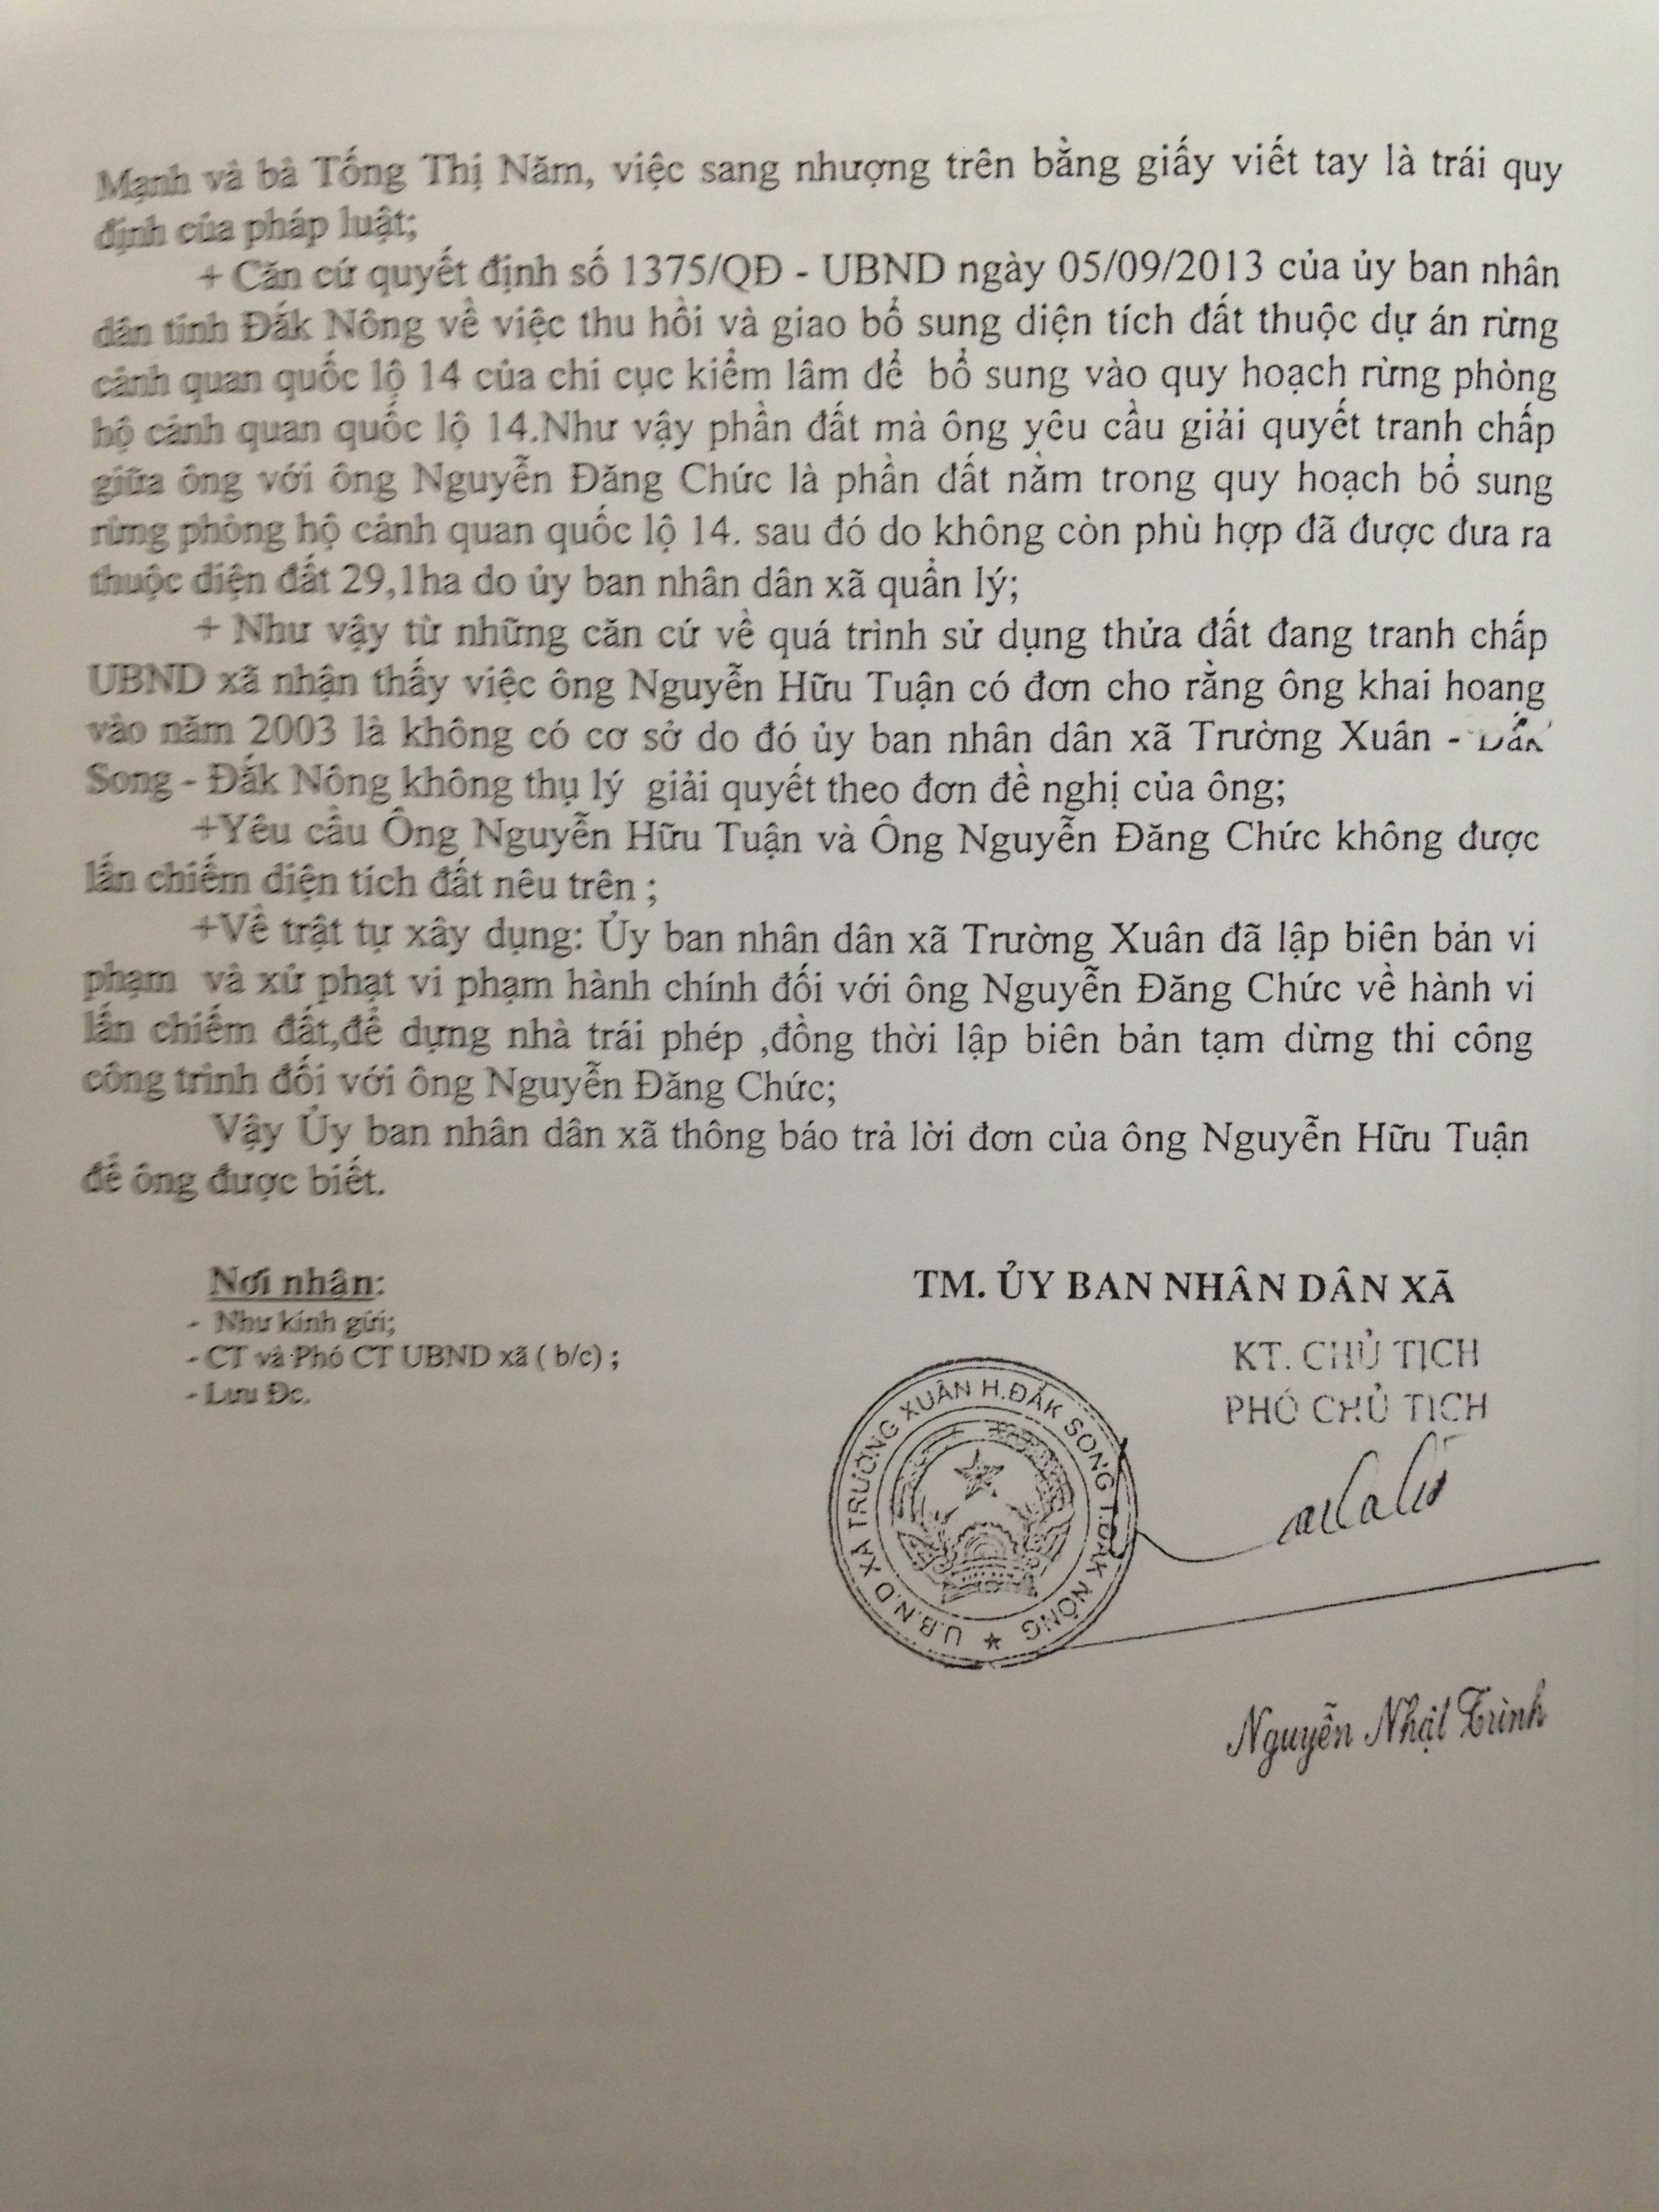 Mạnh và bà Tống Thị Năm, việc sang nhượng trên bằng giấy viết tay là trái quy
định của pháp luật;
+ Căn cứ quyết định số 1375/QĐ - UBND ngày 05/09/2013 của ủy ban nhân
dân tỉnh Đắk Nông về việc thu hồi và giao bổ sung diện tích đất thuộc dự án rừng
cảnh quan quốc lộ 14 của chi cục kiểm lâm để bổ sung vào quy hoạch rừng phòng
hộ cảnh quan quốc lộ 14.Như vậy phần đất mà ông yêu cầu giải quyết tranh chấp
giữa ông với ông Nguyễn Đăng Chức là phần đất nằm trong quy hoạch bổ sung
rừng phòng hộ cảnh quan quốc lộ 14. sau đó do không còn phù hợp đã được đưa ra
thuộc diện đất 29,1ha do ủy ban nhân dân xã quẩn lý;
+ Như vậy từ những căn cứ về quá trình sử dụng thửa đất đang tranh chấp
UBND xã nhận thấy việc ông Nguyễn Hữu Tuận có đơn cho rằng ông khai hoang
vào năm 2003 là không có cơ sở do đó ủy ban nhân dân xã Trường Xuân - Đắk
Song - Đắk Nông không thụ lý giải quyết theo đơn đề nghị của ông;
+Yêu cầu Ông Nguyễn Hữu Tuận và Ông Nguyễn Đăng Chức không được
lấn chiếm diện tích đất nêu trên ;
+Về trật tự xây dựng: Ủy ban nhân dân xã Trường Xuân đã lập biên bản vi
phạm và xử phạt vi phạm hành chính đối với ông Nguyễn Đăng Chức về hành vi
lấn chiếm đất,để dựng nhà trái phép ,đồng thời lập biên bản tạm dừng thi công
công trình đối với ông Nguyễn Đăng Chức;
Vậy Ủy ban nhân dân xã thông báo trả lời đơn của ông Nguyễn Hữu Tuận
để ông được biết.
Nơi nhận:
- Như kính gửi;
- CT và Phó CT UBND xã ( b/c) ;
- Lưu Đc.
TM. ỦY BAN NHÂN DÂN XÃ
KT. CHỦ TỊCH
PHÓ CHỦ TỊCH
U.B.N.D XÃ TRƯỜNG XUÂN H.ĐẮK SONG T.ĐẮK NÔNG
Nguyễn Nhật Trình